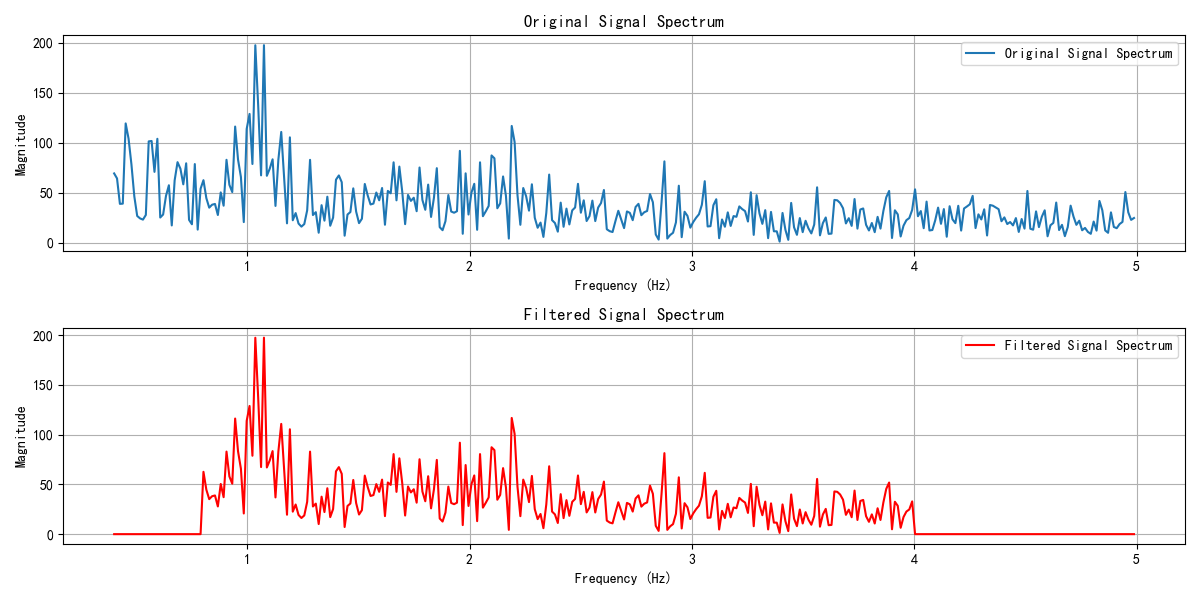 Original Signal Spectrum
Original Signal Spectrum
Magnitude
200
150
100
50
0
1
2
3
4
5
Frequency (Hz)
Filtered Signal Spectrum
Filtered Signal Spectrum
Magnitude
200
150
100
50
0
1
2
3
4
5
Frequency (Hz)